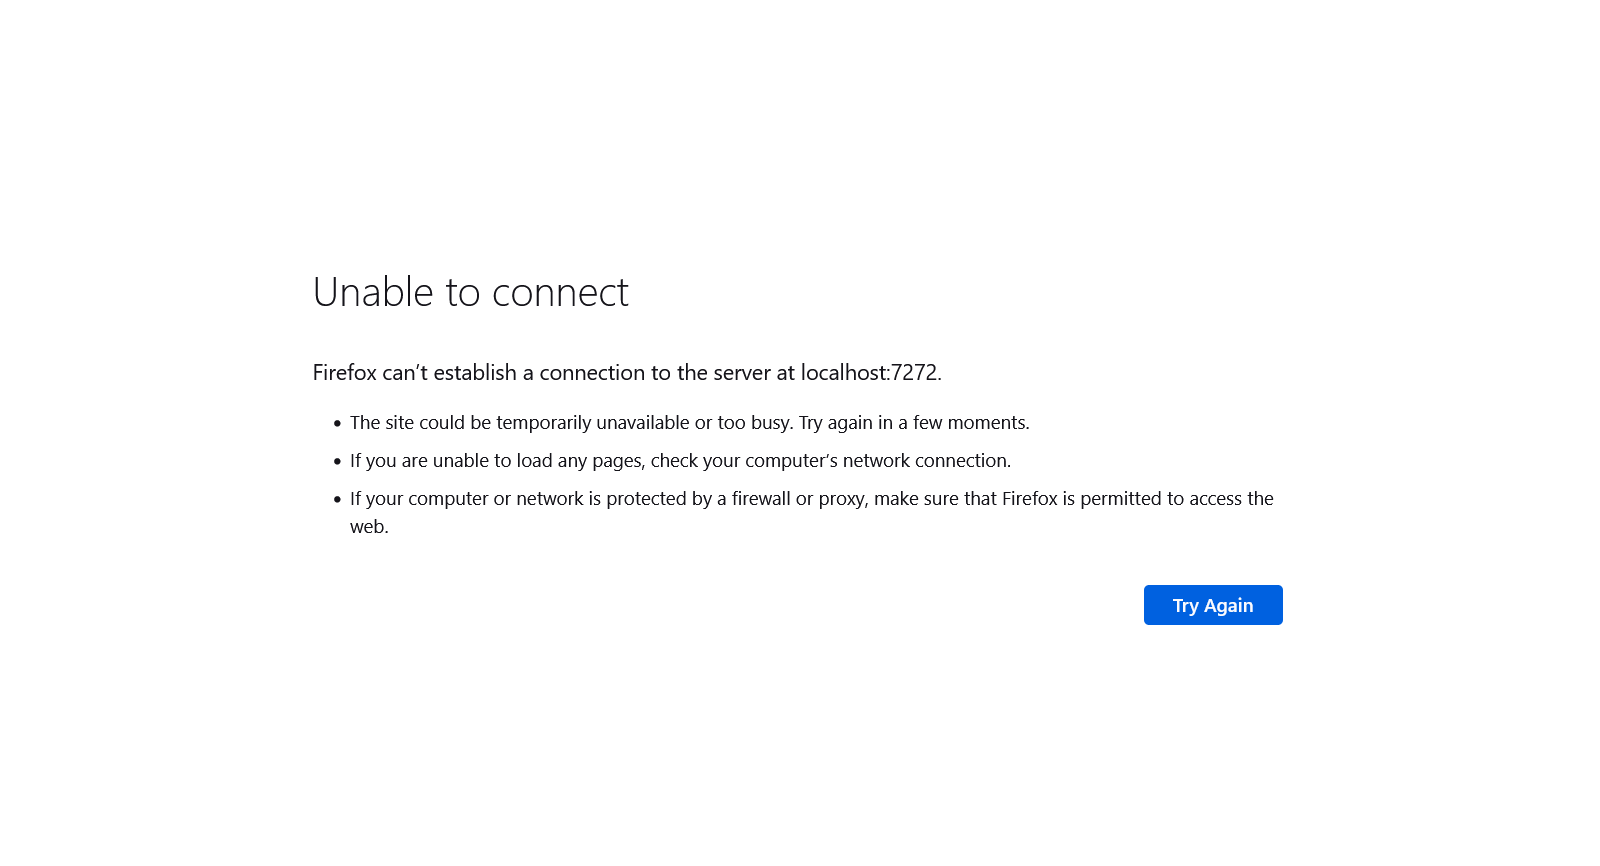 Unable to connect
Firefox can’t establish a connection to the server at localhost:7272.
• The site could be temporarily unavailable or too busy. Try again in a few moments.
• If you are unable to load any pages, check your computer’s network connection.
• If your computer or network is protected by a firewall or proxy, make sure that Firefox is permitted to access the
web.
Try Again